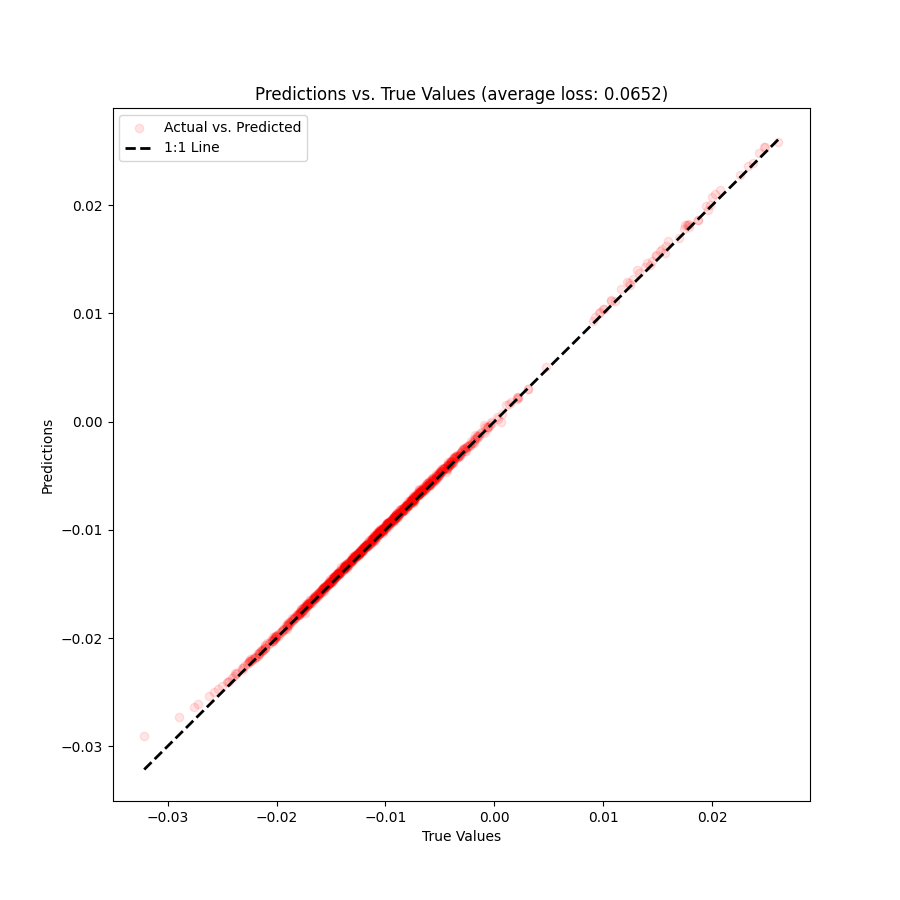 Predictions vs. True Values (average loss: 0.0652)
Actual vs. Predicted
1:1 Line
0.02
0.01
0.00
−0.01
−0.02
−0.03
Predictions
−0.03 −0.02 −0.01 0.00 0.01 0.02
True Values